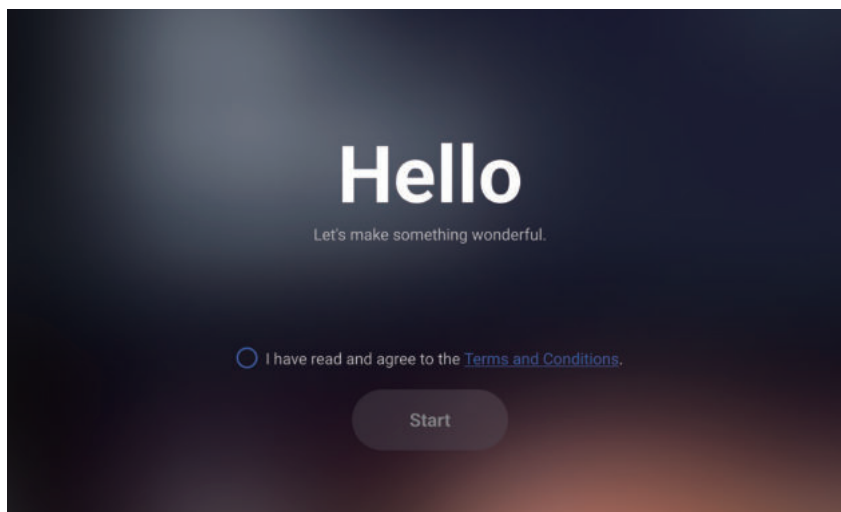 Hello
Let's make something wonderful.
I have read and agree to the Terms and Conditions.
Start